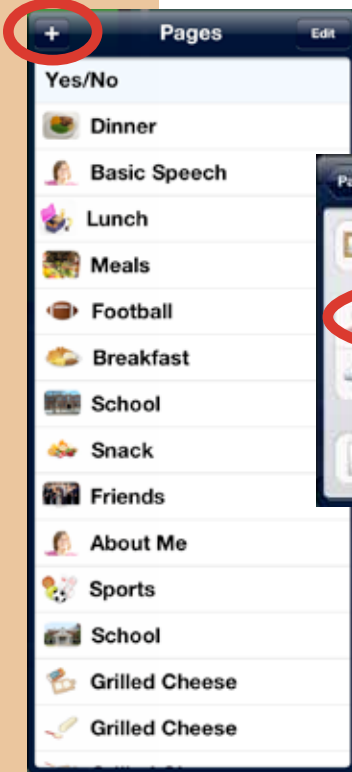 + Pages Edit
Yes/No
Dinner
Basic Speech
Lunch
Meals
Football
Breakfast
School
Snack
Friends
About Me
Sports
School
Grilled Cheese
Grilled Cheese